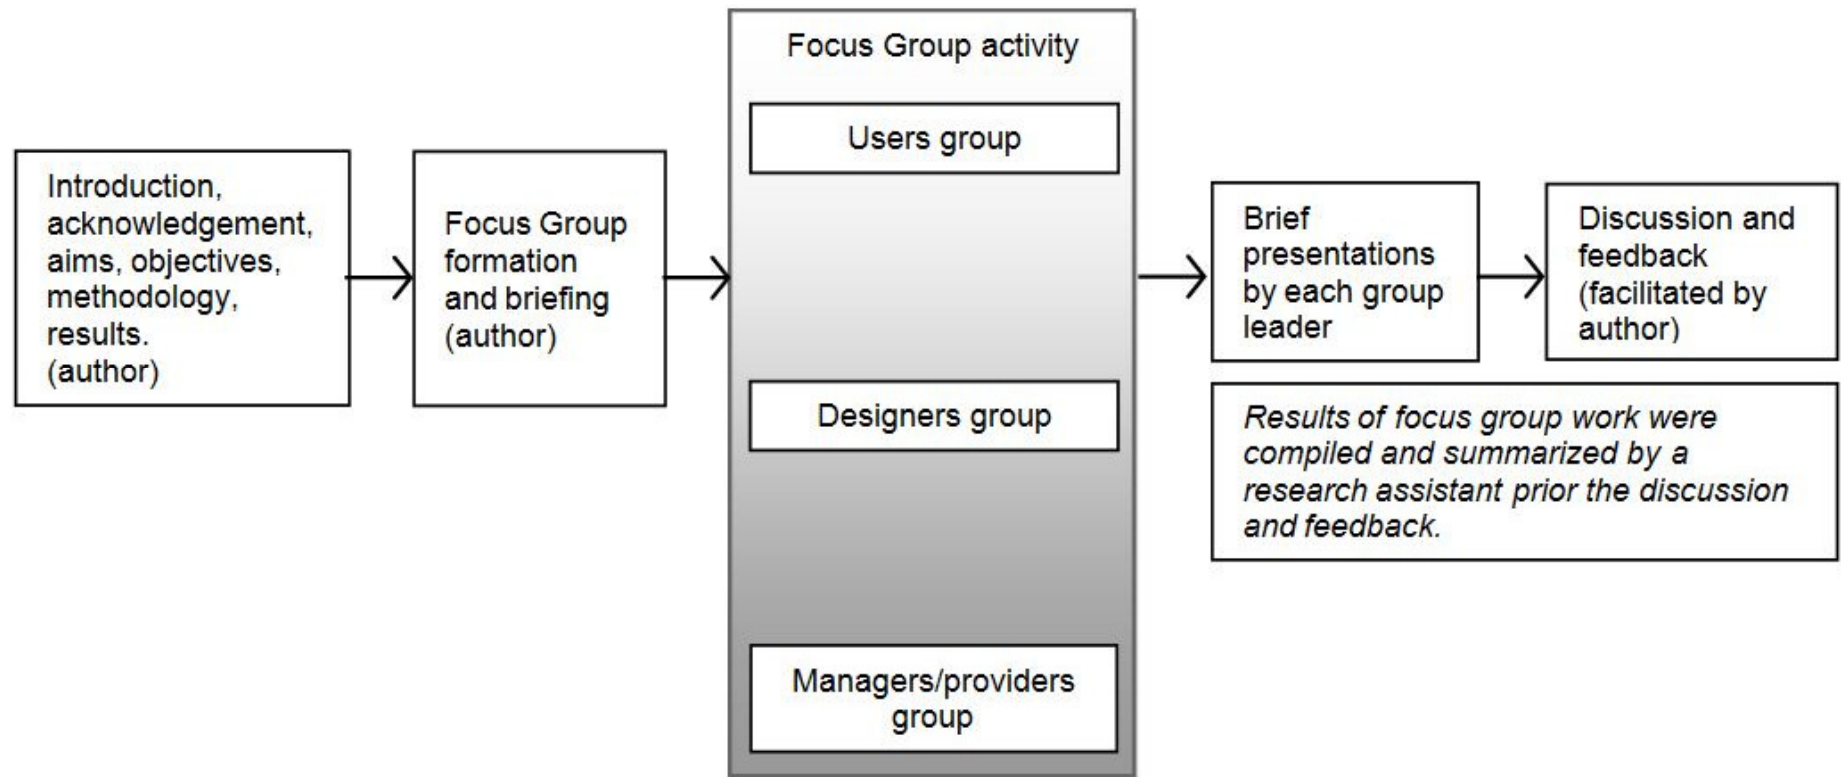 Introduction,
acknowledgement,
aims, objectives,
methodology,
results.
(author)
Focus Group
formation
and briefing
(author)
Focus Group activity
Users group
Designers group
Managers/providers
group
Brief
presentations
by each group
leader
Discussion and
feedback
(facilitated by
author)
Results of focus group work were
compiled and summarized by a
research assistant prior the discussion
and feedback.